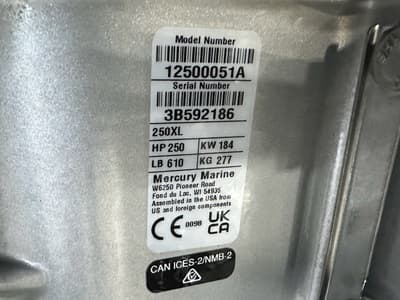 Model Number
12500051A
Serial Number
3B592186
250XL
HP 250 KW 184
LB 610 KG 277
Mercury Marine
W6250 Pioneer Road
Fond du Lac, WI 54935
Assembled in the USA from
US and foreign components
CE 0098 UK
CA
CAN ICES-2/NMB-2